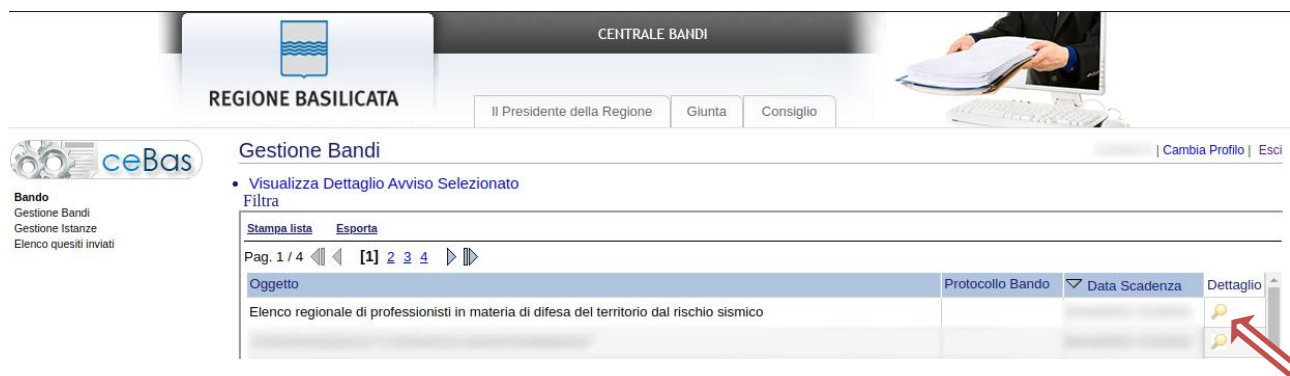 CENTRALE BANDI
REGIONE BASILICATA
Il Presidente della Regione Giunta Consiglio
ceBas
Gestione Bandi
| Cambia Profilo | Esci
Bando
Gestione Bandi
Gestione Istanze
Elenco quesiti inviati
Visualizza Dettaglio Avviso Selezionato
Filtra
Stampa lista Esporta
Pag. 1 / 4 [1] 2 3 4
Oggetto Protocollo Bando Data Scadenza Dettaglio
Elenco regionale di professionisti in materia di difesa del territorio dal rischio sismico